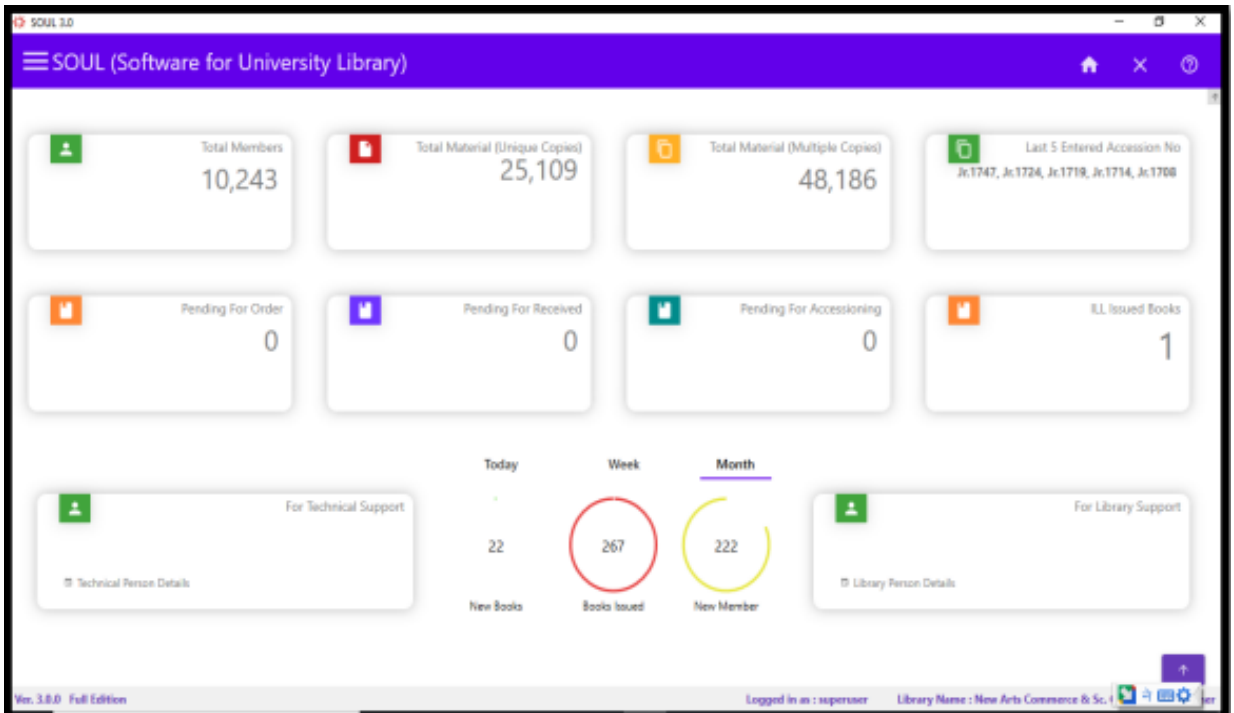 SOUL 3.0
SOUL (Software for University Library)
Total Members
10,243
Total Material (Unique Copies)
25,109
Total Material (Multiple Copies)
48,186
Last 5 Entered Accession No
Jr.1747, Jr.1724, Jr.1719, Jr.1714, Jr.1708
Pending For Order
0
Pending For Received
0
Pending For Accessioning
0
ILL Issued Books
1
Today Week Month
For Technical Support
Technical Person Details
22
New Books
267
Books Issued
222
New Member
For Library Support
Library Person Details
Ver. 3.0.0 Full Edition
Logged in as : superuser
Library Name : New Arts Commerce & Sc.